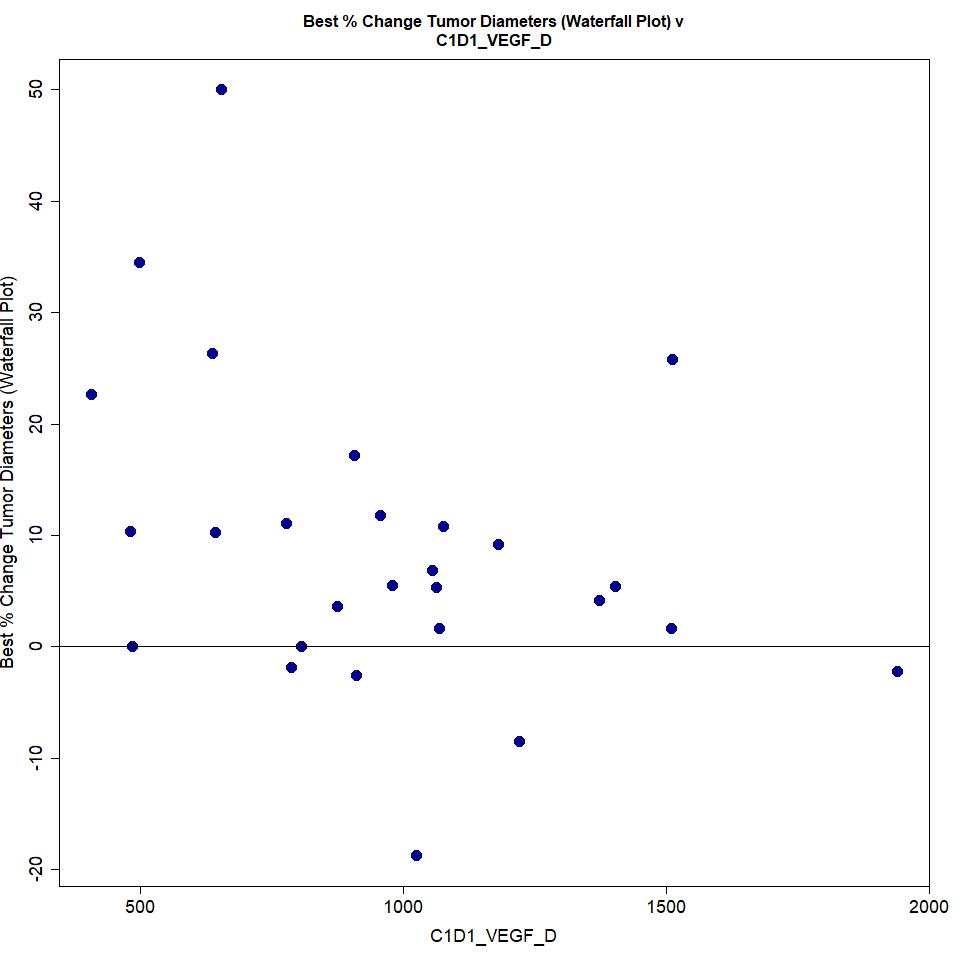 Best % Change Tumor Diameters (Waterfall Plot) v
C1D1_VEGF_D
Best % Change Tumor Diameters (Waterfall Plot)
50
40
30
20
10
0
-10
-20
500 1000 1500 2000
C1D1_VEGF_D